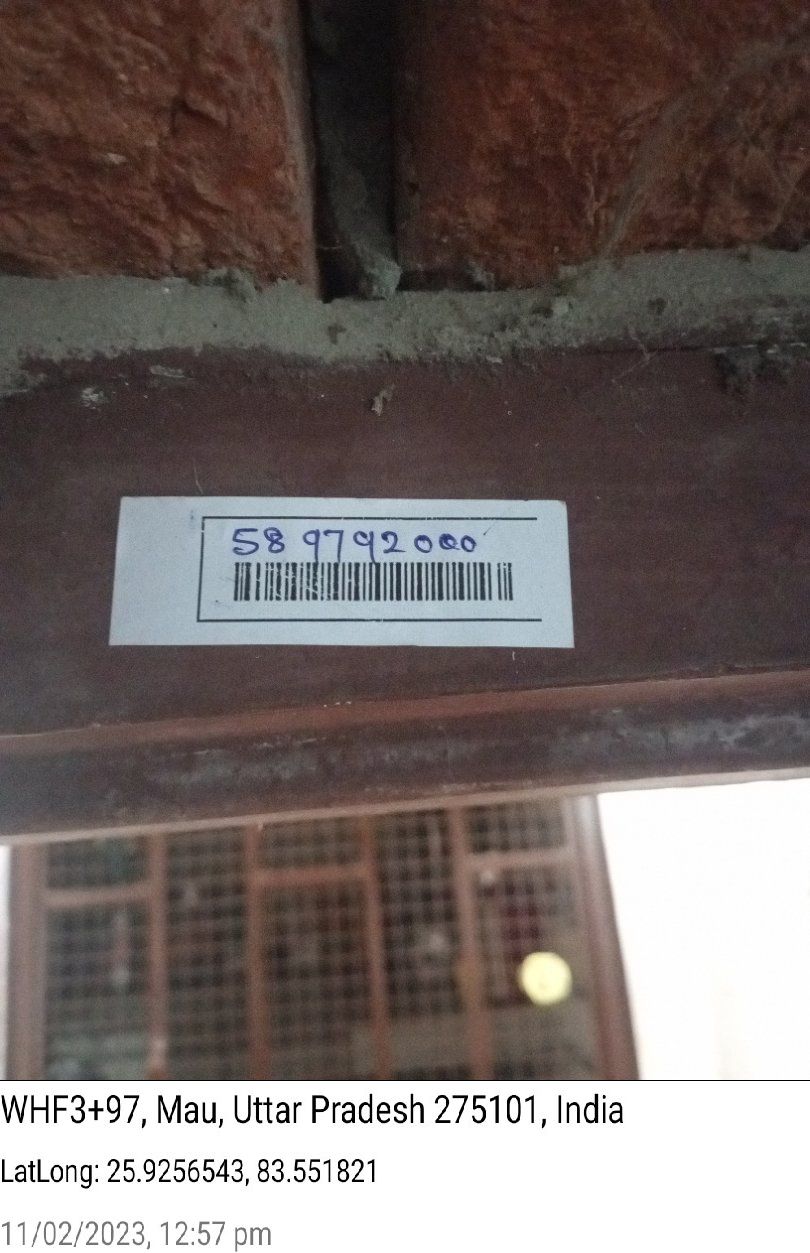 58 9792000
WHF3+97, Mau, Uttar Pradesh 275101, India
LatLong: 25.9256543, 83.551821
11/02/2023, 12:57 pm